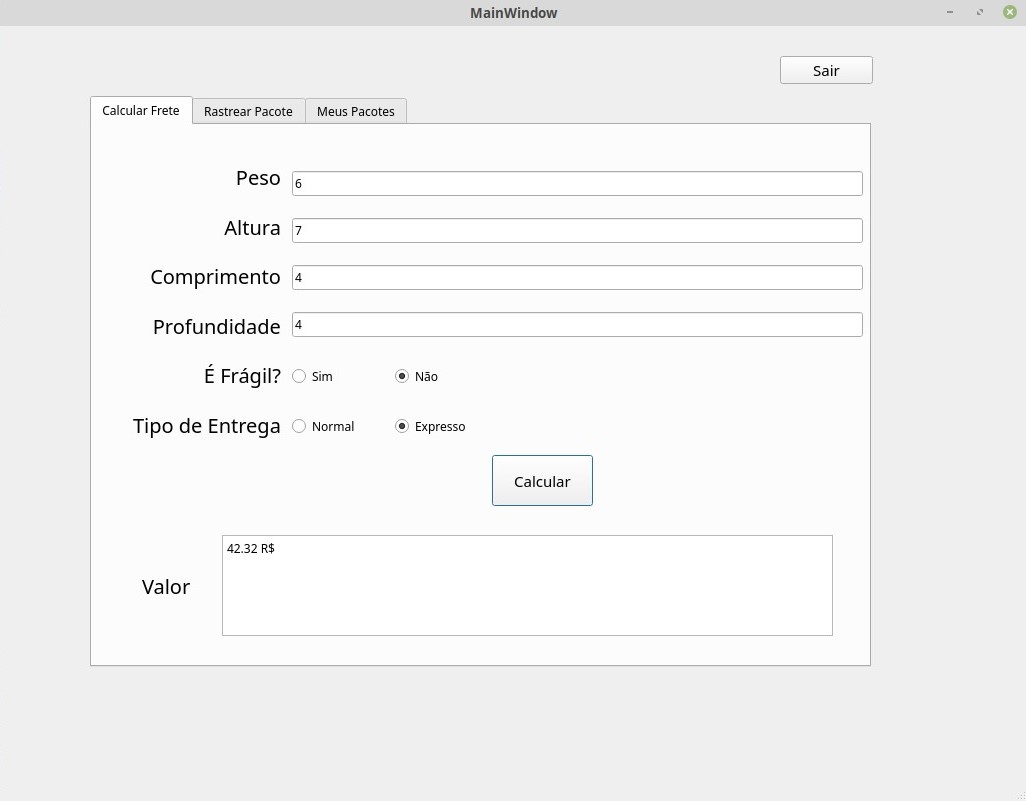 MainWindow
Sair
Calcular Frete Rastrear Pacote Meus Pacotes
Peso 6
Altura 7
Comprimento 4
Profundidade 4
É Frágil? Sim Não
Tipo de Entrega Normal Expresso
Calcular
42.32 R$
Valor